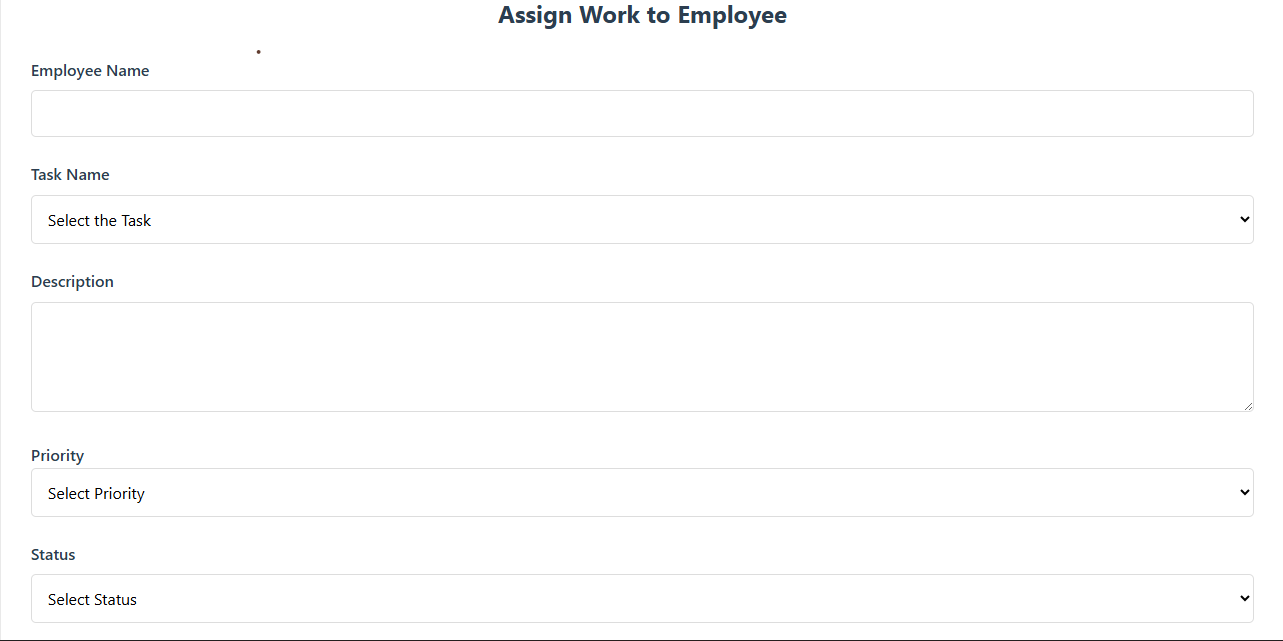 Assign Work to Employee
Employee Name
Task Name
Select the Task
Description
Priority
Select Priority
Status
Select Status